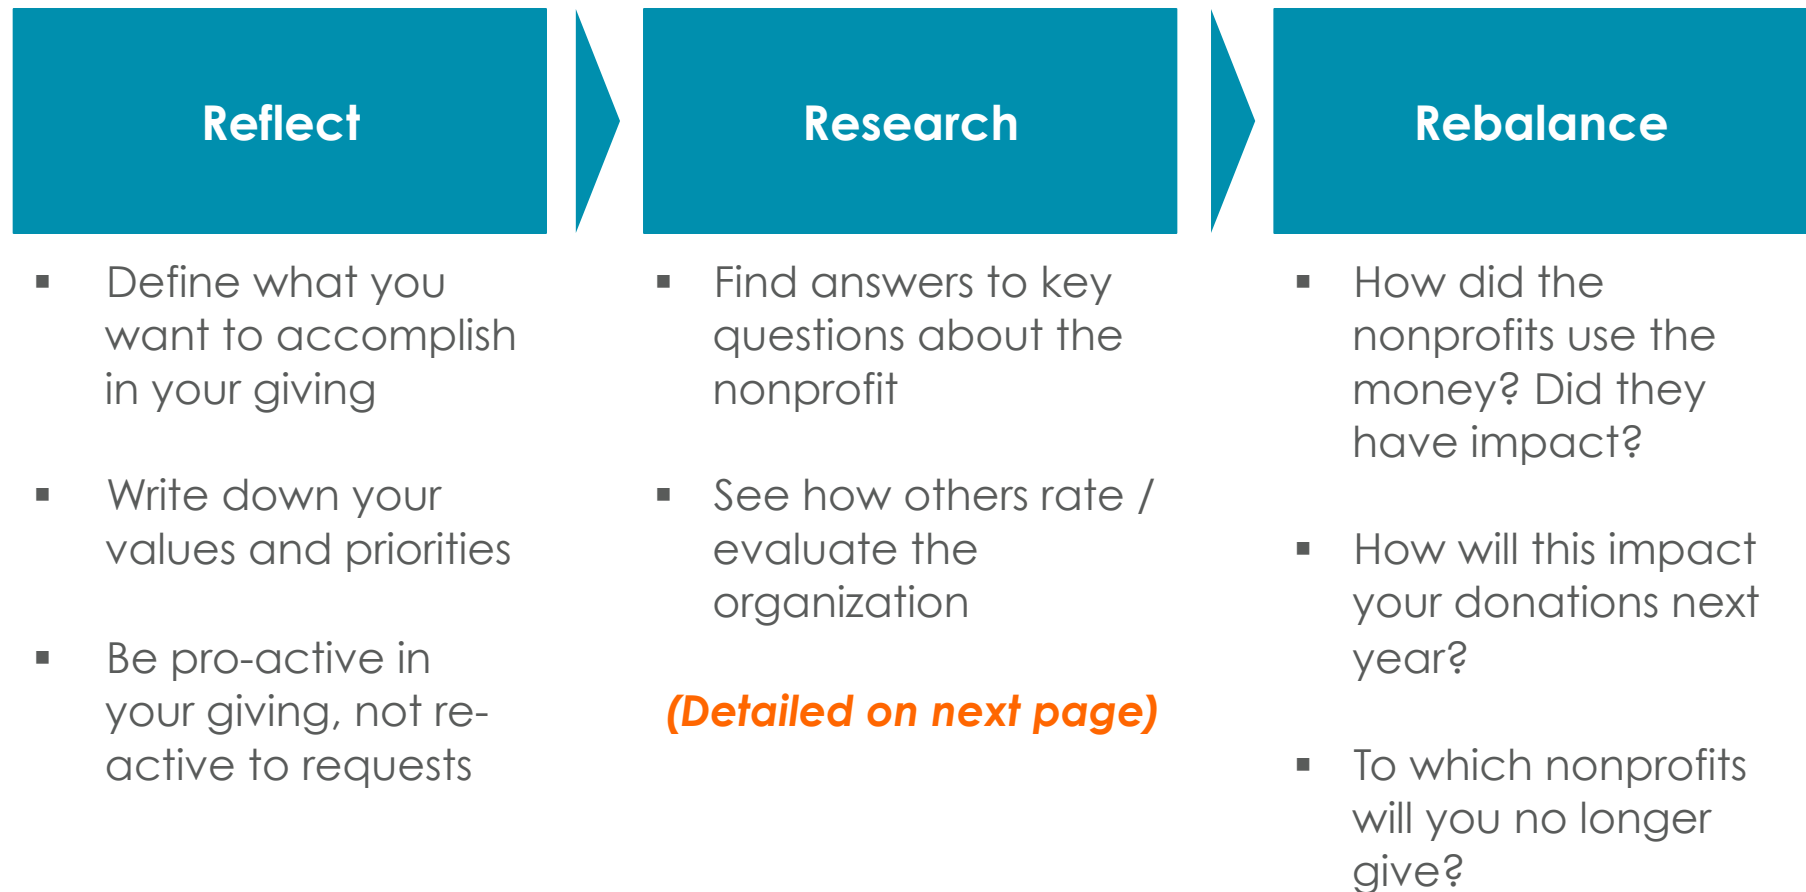 Reflect
▪ Define what you
want to accomplish
in your giving
▪ Write down your
values and priorities
▪ Be pro-active in
your giving, not re-
active to requests
Research
▪ Find answers to key
questions about the
nonprofit
▪ See how others rate /
evaluate the
organization
(Detailed on next page)
Rebalance
▪ How did the
nonprofits use the
money? Did they
have impact?
▪ How will this impact
your donations next
year?
▪ To which nonprofits
will you no longer
give?